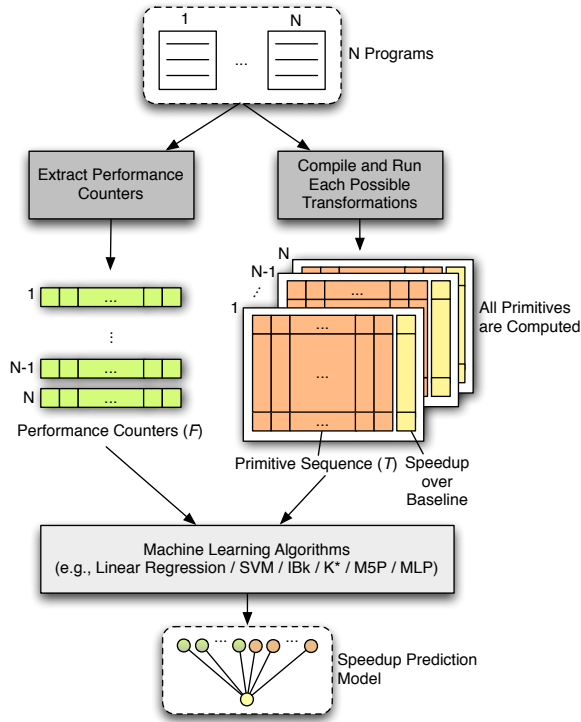 1
N
...
N Programs
Extract Performance
Counters
Compile and Run
Each Possible
Transformations
1
...
...
N-1
...
N
...
Performance Counters (F)
N
N-1
...
1
...
...
...
All Primitives
are Computed
Primitive Sequence (T)
Speedup
over
Baseline
Machine Learning Algorithms
(e.g., Linear Regression / SVM / IBk / K* / M5P / MLP)
... ...
Speedup Prediction
Model